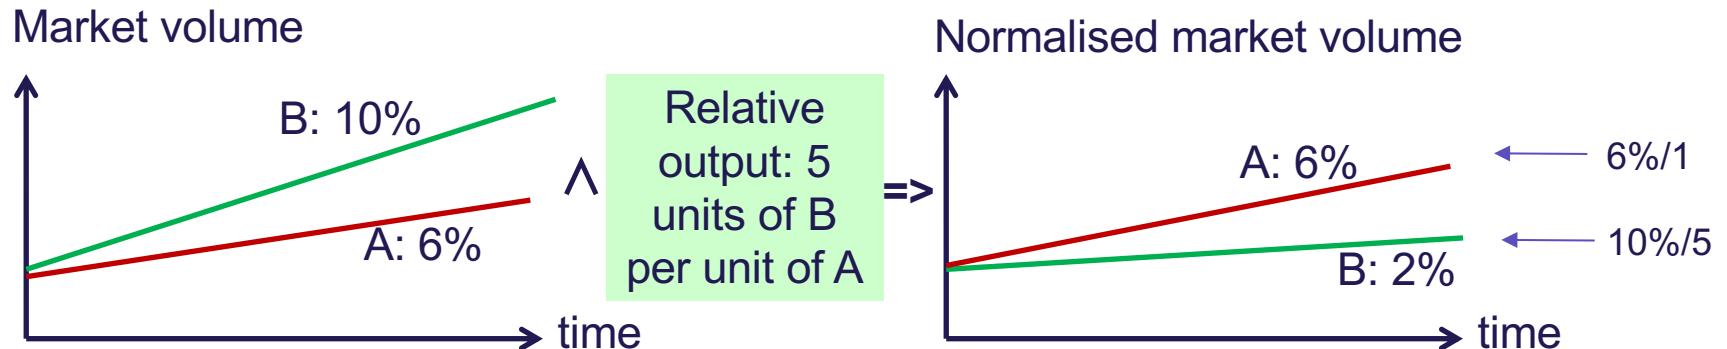 Market volume
B: 10%
A: 6%
time
∧
Relative
output: 5
units of B
per unit of A
=>
Normalised market volume
A: 6%
B: 2%
time
6%/1
10%/5